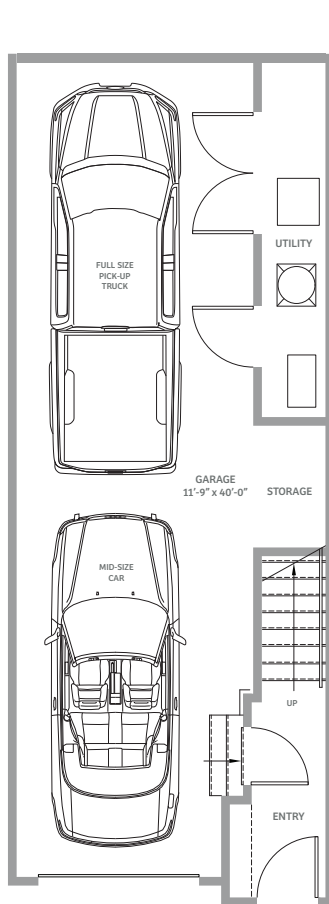 UTILITY
FULL SIZE
PICK-UP
TRUCK
GARAGE
11'-9" x 40'-0"
STORAGE
MID-SIZE
CAR
UP
ENTRY